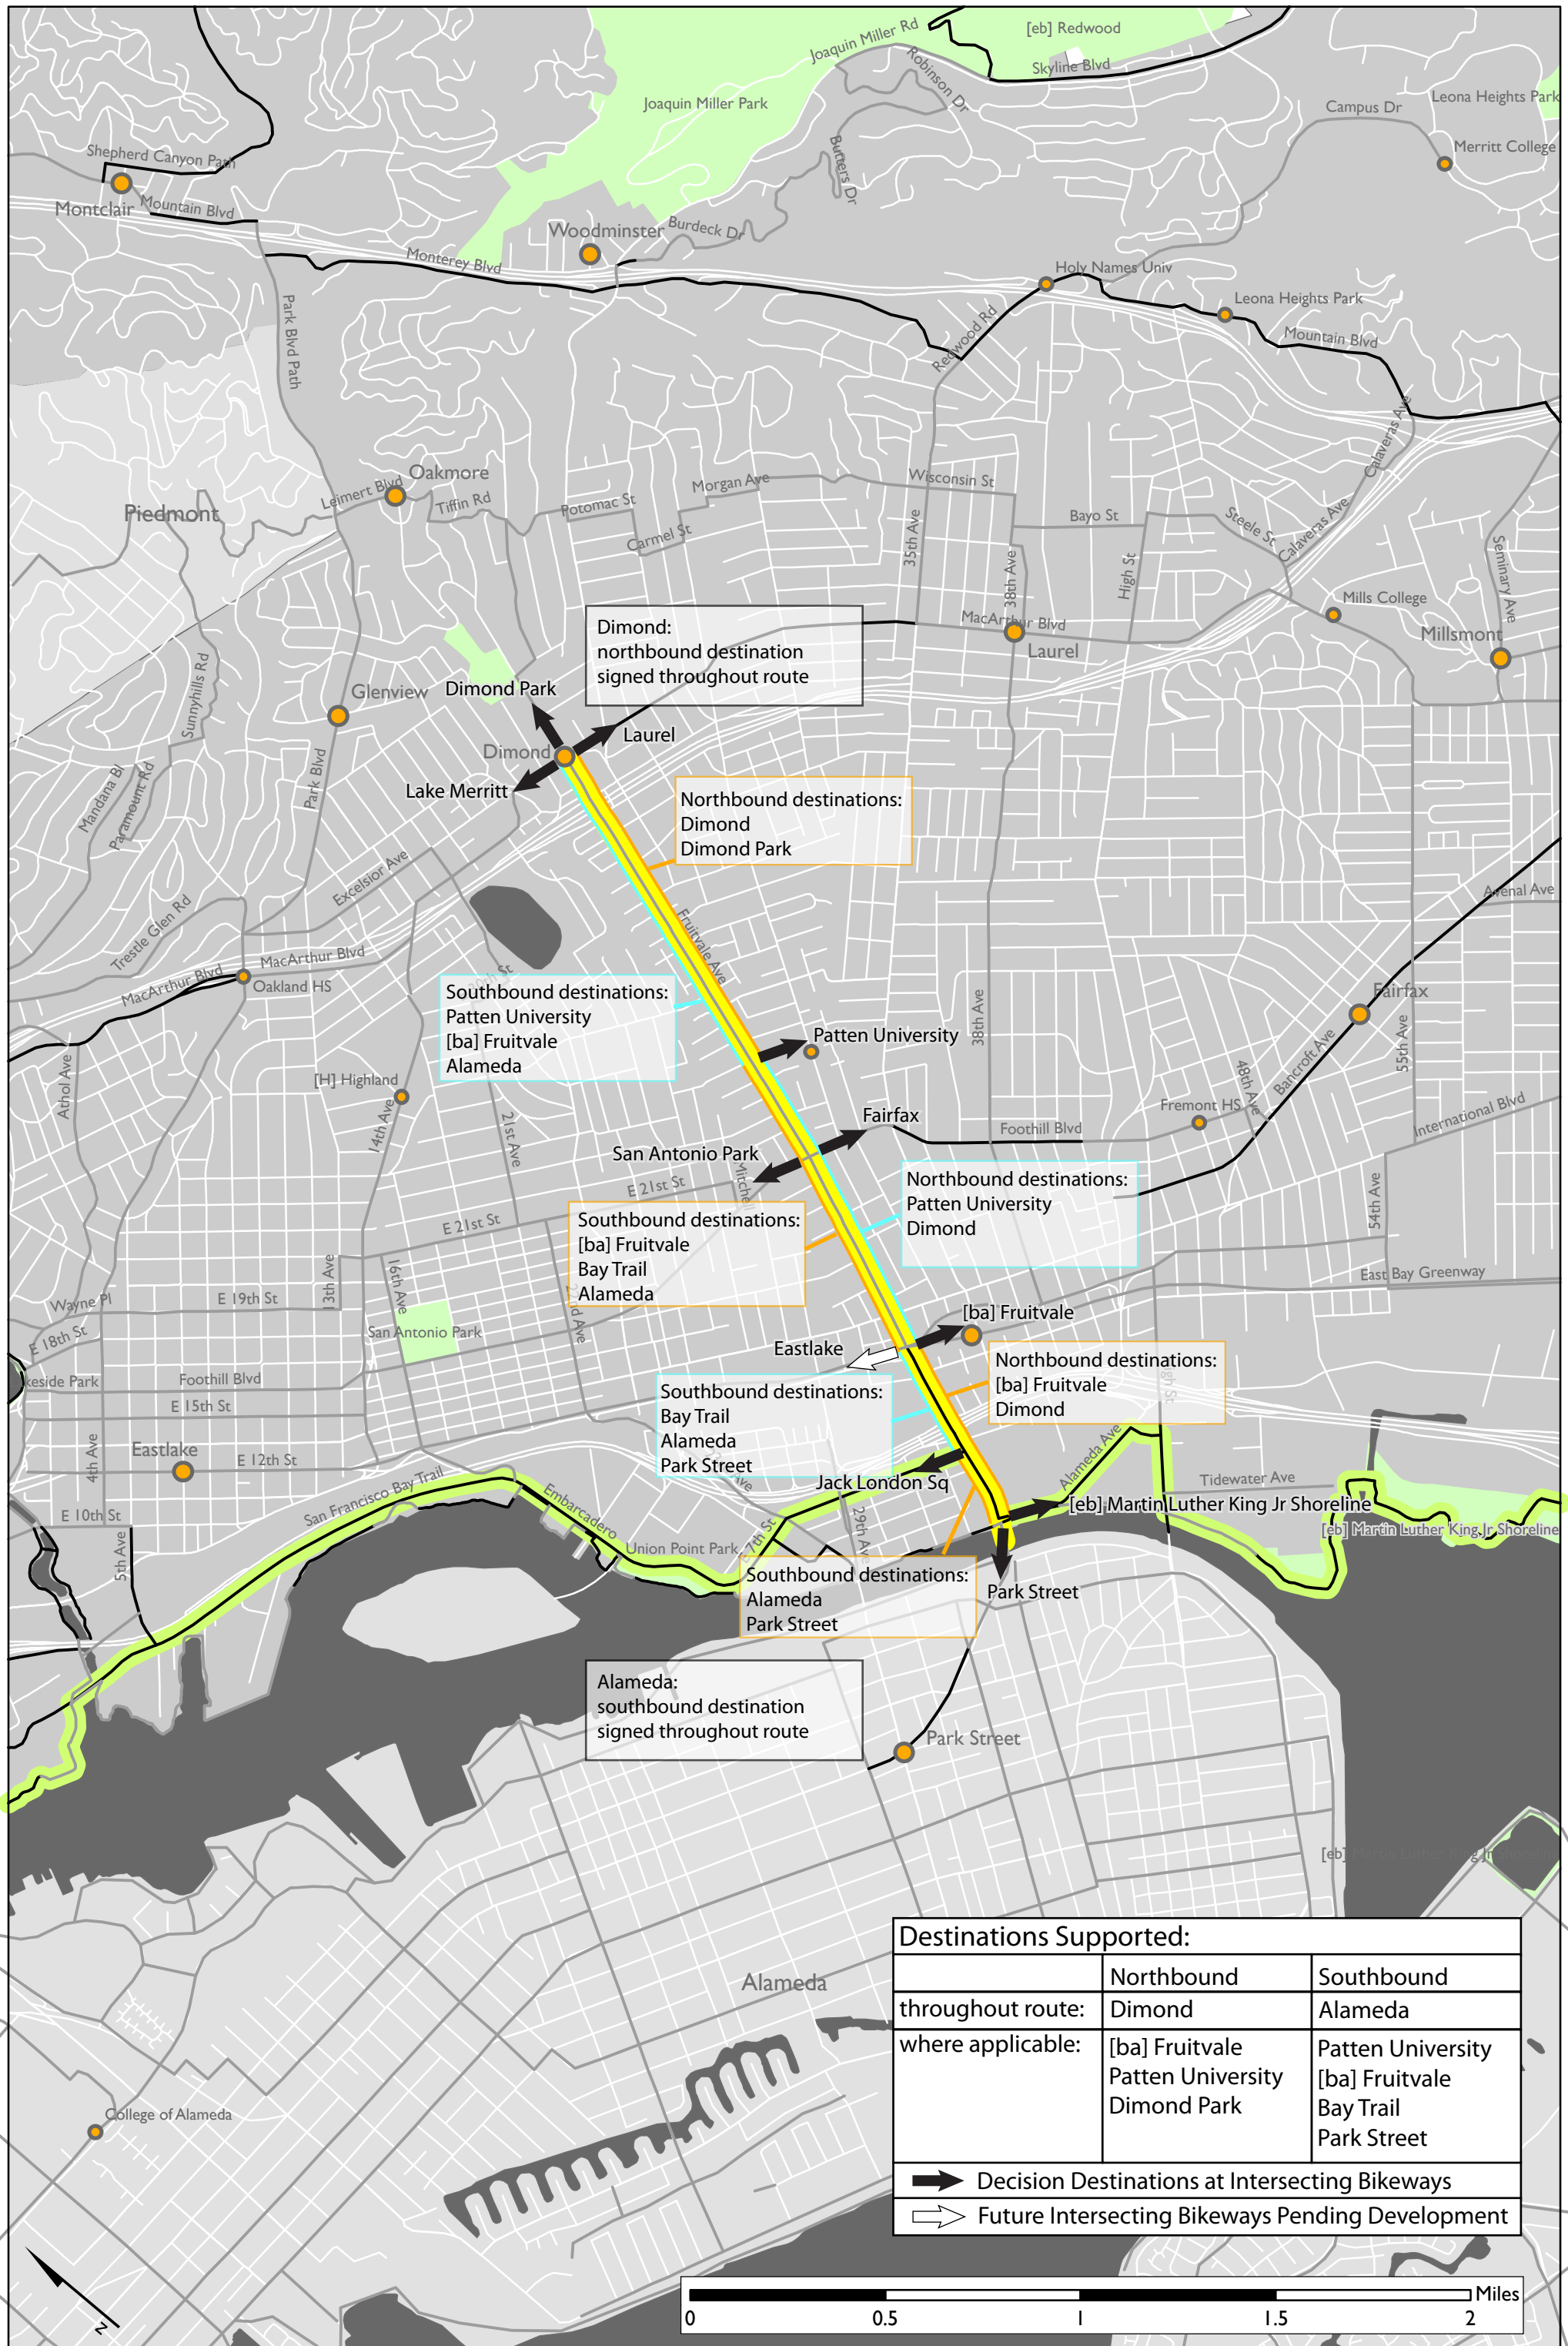 Joaquin Miller Rd
[eb] Redwood
Skyline Blvd
Robinson Dr
Joaquin Miller Park
Campus Dr
Leona Heights Park
Merritt College
Butters Dr
Shepherd Canyon Path
Montclair
Mountain Blvd
Woodminster
Burdeck Dr
Monterey Blvd
Holy Names Univ
Leona Heights Park
Mountain Blvd
Redwood Rd
Park Blvd Path
Calaveras Ave
Oakmore
Leimert Blvd
Tiffin Rd
Piedmont
Potomac St
Morgan Ave
Carmel St
Wisconsin St
35th Ave
38th Ave
Bayo St
High St
Steele St
Calaveras Ave
Seminary Ave
Mills College
Millsmont
MacArthur Blvd
Laurel
Dimond:
northbound destination
signed throughout route
Sunnyhills Rd
Glenview
Dimond Park
Laurel
Dimond
Lake Merritt
Mandana Bl
Paramount Rd
Park Blvd
Northbound destinations:
Dimond
Dimond Park
Excelsior Ave
Trestle Glen Rd
Fruitvale Ave
Avenal Ave
MacArthur Blvd
MacArthur Blvd
Oakland HS
Southbound destinations:
Patten University
[ba] Fruitvale
Alameda
38th Ave
Fairfax
55th Ave
Patten University
Athol Ave
[H] Highland
14th Ave
21st Ave
48th Ave
Bancroft Ave
Fremont HS
International Blvd
Foothill Blvd
Fairfax
San Antonio Park
Mitchell
E 21st St
E 21st St
54th Ave
Northbound destinations:
Patten University
Dimond
Southbound destinations:
[ba] Fruitvale
Bay Trail
Alameda
East Bay Greenway
13th Ave
16th Ave
22nd Ave
Wayne Pl
E 19th St
E 18th St
San Antonio Park
[ba] Fruitvale
Eastlake
Northbound destinations:
[ba] Fruitvale
Dimond
Foothill Blvd
E 15th St
Southbound destinations:
Bay Trail
Alameda
Park Street
4th Ave
Eastlake
E 12th St
Alameda Ave
Tidewater Ave
Jack London Sq
[eb] Martin Luther King Jr Shoreline
[eb] Martin Luther King Jr Shoreline
San Francisco Bay Trail
Embarcadero
E 10th St
5th Ave
Union Point Park
E 7th St
29th Ave
Southbound destinations:
Alameda
Park Street
Park Street
Alameda:
southbound destination
signed throughout route
Park Street
Alameda
College of Alameda
Destinations Supported:
Northbound Southbound
throughout route: Dimond Alameda
where applicable: [ba] Fruitvale Patten University
Patten University [ba] Fruitvale
Dimond Park Bay Trail
Park Street
Decision Destinations at Intersecting Bikeways
Future Intersecting Bikeways Pending Development
N
Miles
0 0.5 1 1.5 2